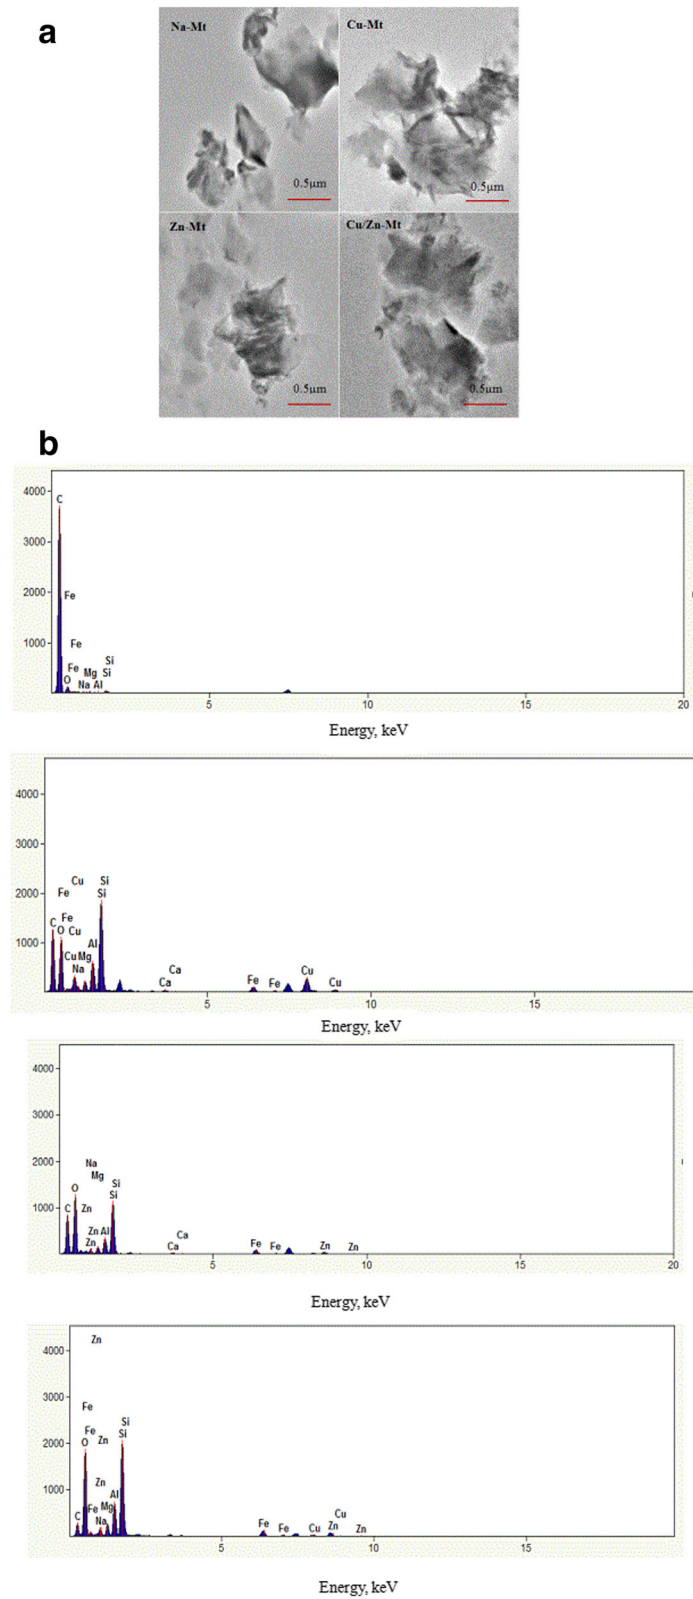 a
Na-Mt
Cu-Mt
0.5μm
0.5μm
Zn-Mt
Cu/Zn-Mt
0.5μm
0.5μm
b
4000
C
3000
2000
Fe
1000
Fe
Si
Fe
Mg
Si
O
Na
Al
5
10
15
20
Energy, keV
4000
3000
2000
Cu
Si
Fe
Si
Fe
C
O
Cu
1000
Al
Cu
Mg
Na
Ca
Ca
Fe
Fe
Cu
Cu
5
10
15
Energy, keV
4000
3000
2000
Na
Mg
Si
O
Si
1000
C
Zn
Zn
Al
Zn
Ca
Ca
Fe
Fe
Zn
Zn
5
10
15
20
Energy, keV
Zn
4000
3000
Fe
Si
Fe
Si
2000
O
Zn
Zn
1000
Al
Fe
Mg
C
Na
Cu
Fe
Fe
Cu
Zn
Zn
5
10
15
Energy, keV